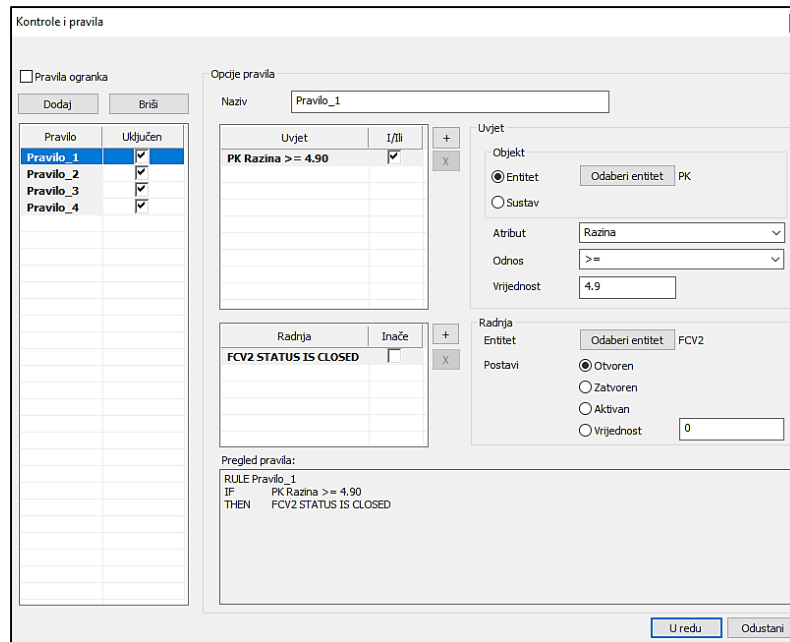 Kontrole i pravila
Pravila ogranka
Dodaj
Briši
Pravilo
Uključen
Pravilo_1
Pravilo_2
Pravilo_3
Pravilo_4
Opcije pravila
Naziv
Pravilo_1
Uvjet
I/Ili
+
PK Razina >= 4.90
X
Uvjet
Objekt
Entitet
Odaberi entitet
PK
Sustav
Atribut
Razina
Odnos
>=
Vrijednost
4.9
Radnja
Inače
+
FCV2 STATUS IS CLOSED
X
Radnja
Entitet
Odaberi entitet
FCV2
Postavi
Otvoren
Zatvoren
Aktivan
Vrijednost
0
Pregled pravila:
RULE Pravilo_1
IF PK Razina >= 4.90
THEN FCV2 STATUS IS CLOSED
U redu
Odustani